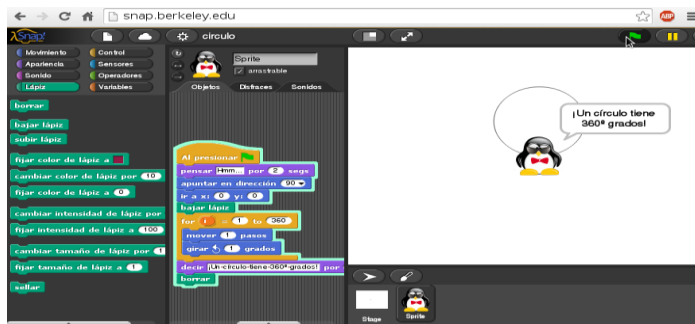 snap.berkeley.edu
ABP
Snap!
circulo
Movimiento
Control
Apariencia
Sensores
Sonido
Operadores
Lápiz
Variables
Sprite
arrastrable
Objetos Disfraces Sonidos
borrar
bajar lápiz
subir lápiz
fijar color de lápiz a
cambiar color de lápiz por 10
fijar color de lápiz a 0
cambiar intensidad de lápiz por
fijar intensidad de lápiz a 100
cambiar tamaño de lápiz por 1
fijar tamaño de lápiz a 1
sellar
Al presionar
pensar Hmm... por 2 segs
apuntar en dirección 90
ir a x: 0 y: 0
bajar lápiz
for i = 1 to 360
mover 1 pasos
girar 1 grados
decir ¡Un·círculo·tiene·360º·grados! por
borrar
¡Un círculo tiene
360º grados!
Stage
Sprite